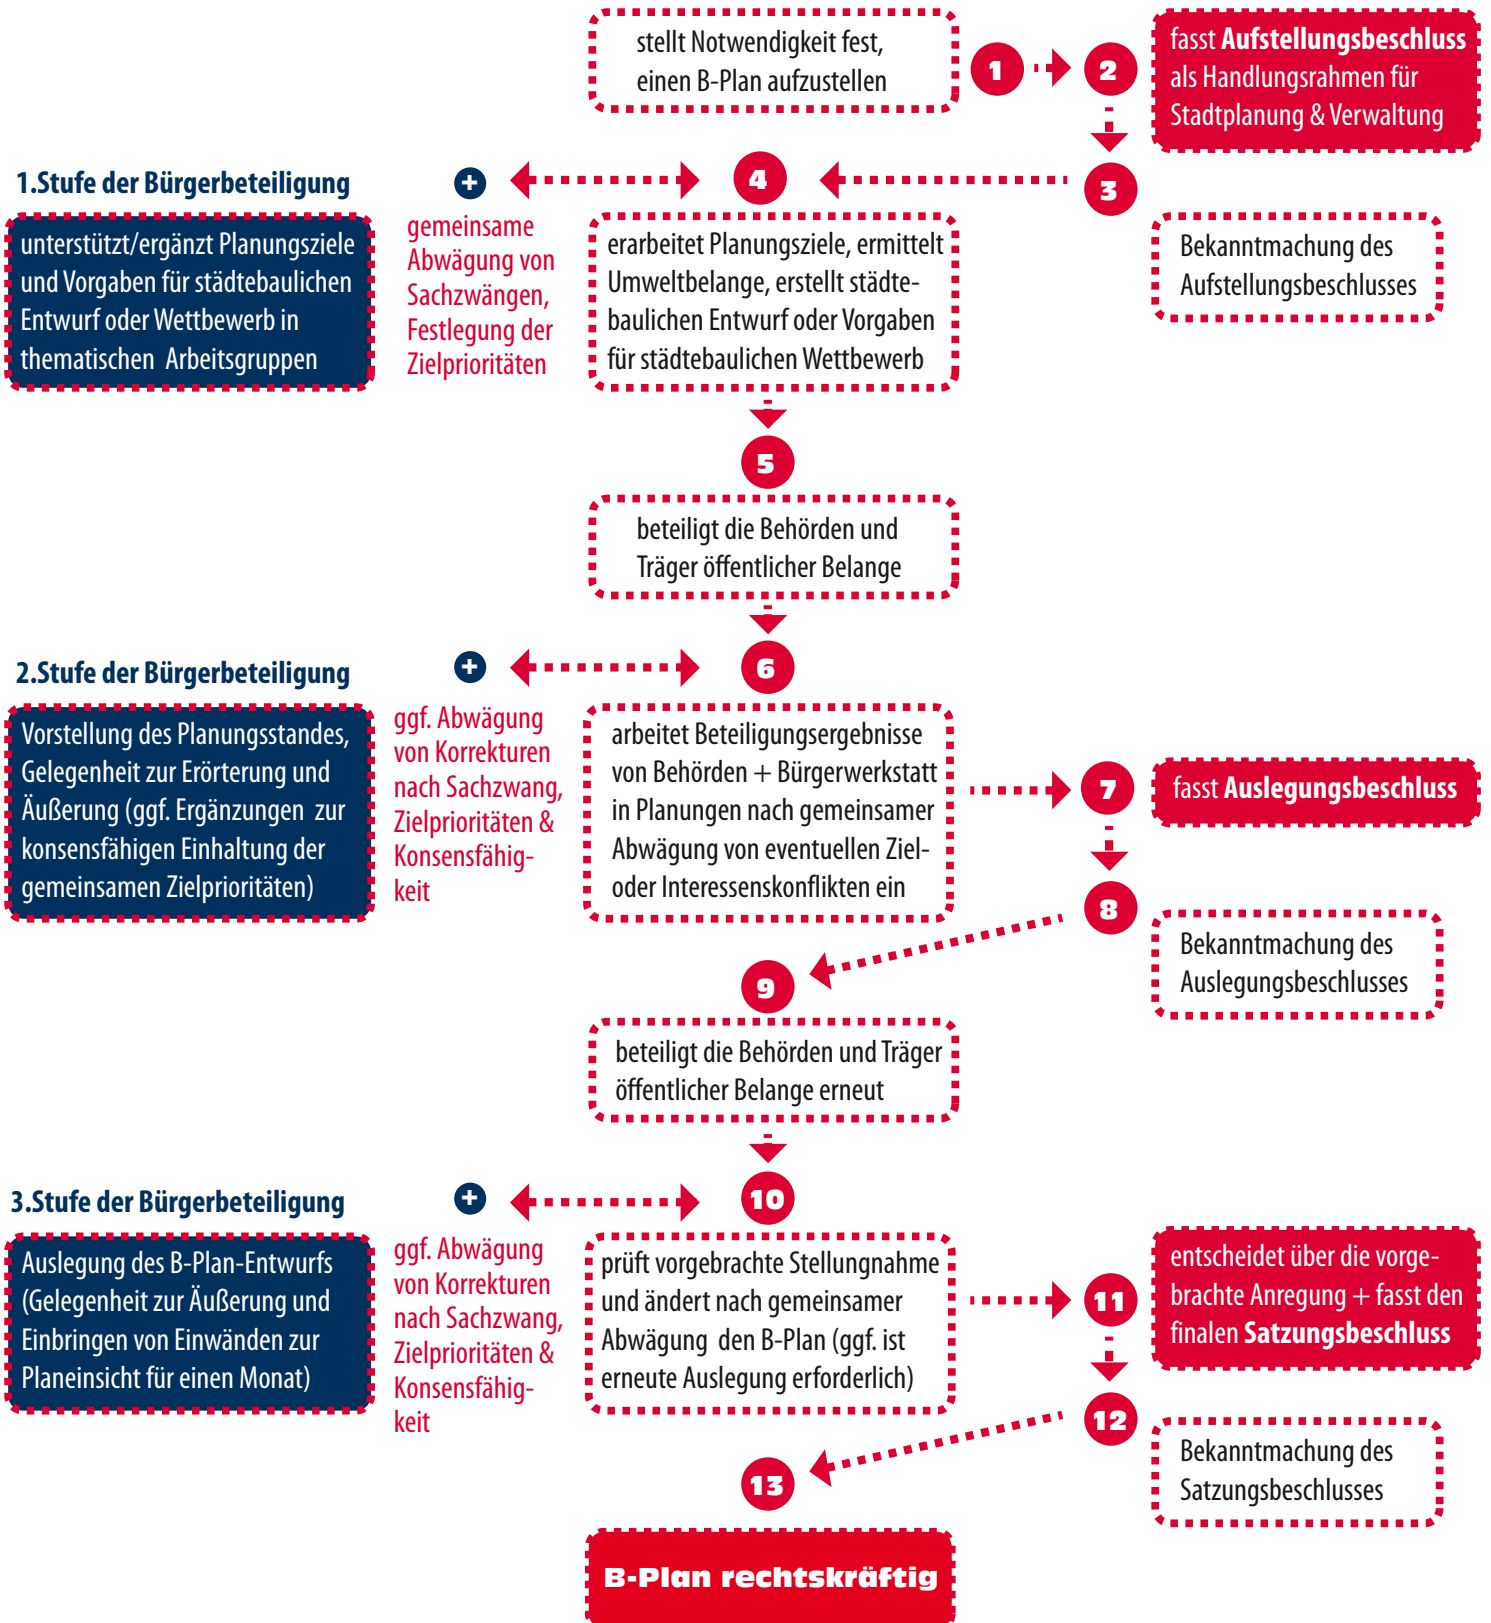 stellt Notwendigkeit fest,
einen B-Plan aufzustellen
1
2
fasst Aufstellungsbeschluss
als Handlungsrahmen für
Stadtplanung & Verwaltung
3
Bekanntmachung des
Aufstellungsbeschlusses
1.Stufe der Bürgerbeteiligung
unterstützt/ergänzt Planungsziele
und Vorgaben für städtebaulichen
Entwurf oder Wettbewerb in
thematischen Arbeitsgruppen
+
gemeinsame
Abwägung von
Sachzwängen,
Festlegung der
Zielprioritäten
4
erarbeitet Planungsziele, ermittelt
Umweltbelange, erstellt städte-
baulichen Entwurf oder Vorgaben
für städtebaulichen Wettbewerb
5
beteiligt die Behörden und
Träger öffentlicher Belange
2.Stufe der Bürgerbeteiligung
Vorstellung des Planungsstandes,
Gelegenheit zur Erörterung und
Äußerung (ggf. Ergänzungen zur
konsensfähigen Einhaltung der
gemeinsamen Zielprioritäten)
+
ggf. Abwägung
von Korrekturen
nach Sachzwang,
Zielprioritäten &
Konsensfähig-
keit
6
arbeitet Beteiligungsergebnisse
von Behörden + Bürgerwerkstatt
in Planungen nach gemeinsamer
Abwägung von eventuellen Ziel-
oder Interessenskonflikten ein
7
fasst Auslegungsbeschluss
8
Bekanntmachung des
Auslegungsbeschlusses
9
beteiligt die Behörden und Träger
öffentlicher Belange erneut
3.Stufe der Bürgerbeteiligung
Auslegung des B-Plan-Entwurfs
(Gelegenheit zur Äußerung und
Einbringen von Einwänden zur
Planeinsicht für einen Monat)
+
ggf. Abwägung
von Korrekturen
nach Sachzwang,
Zielprioritäten &
Konsensfähig-
keit
10
prüft vorgebrachte Stellungnahme
und ändert nach gemeinsamer
Abwägung den B-Plan (ggf. ist
erneute Auslegung erforderlich)
11
entscheidet über die vorge-
brachte Anregung + fasst den
finalen Satzungsbeschluss
12
Bekanntmachung des
Satzungsbeschlusses
13
B-Plan rechtskräftig